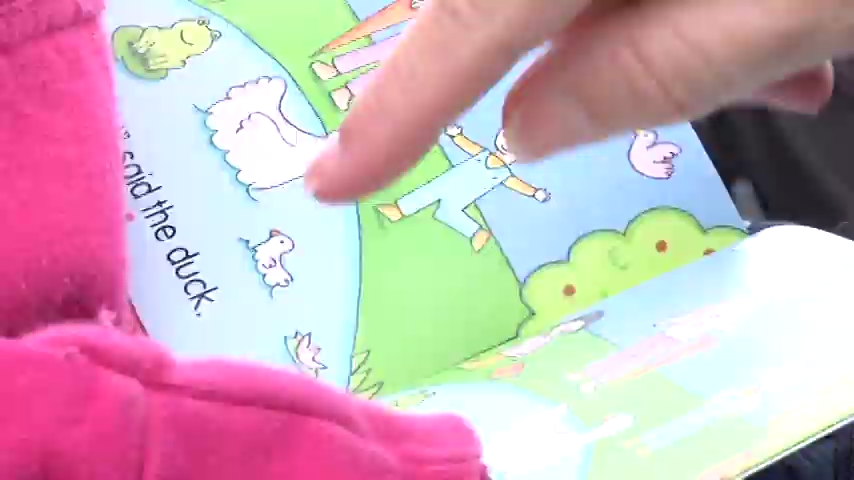 " said the duck.